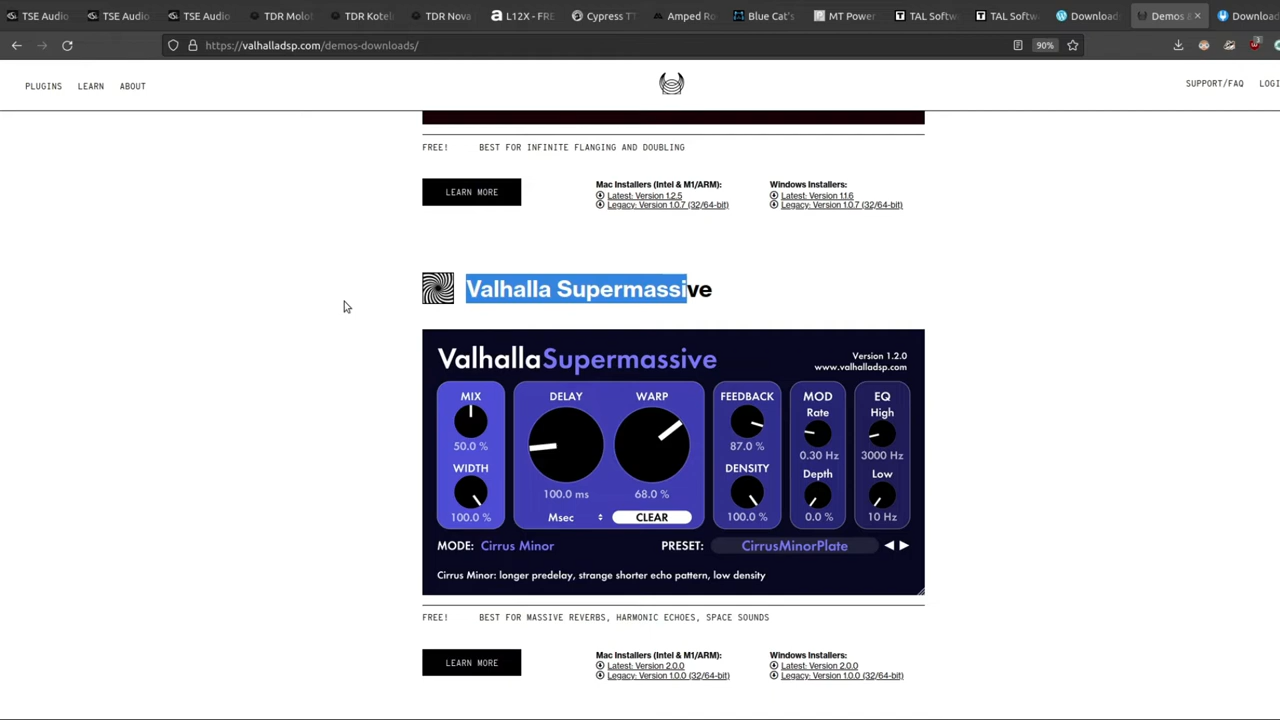 TSE Audio
TSE Audio
TSE Audio
TDR Molot
TDR Kotel
TDR Nova
L12X - FRE
Cypress TT
Amped Ro
Blue Cat's
MT Power
TAL Softw
TAL Softw
Downloads
Demos &
Download
https://valhalladsp.com/demos-downloads/
90%
PLUGINS LEARN ABOUT
SUPPORT/FAQ LOGI
FREE! BEST FOR INFINITE FLANGING AND DOUBLING
LEARN MORE
Mac Installers (Intel & M1/ARM):
Latest: Version 1.2.5
Legacy: Version 1.0.7 (32/64-bit)
Windows Installers:
Latest: Version 1.1.6
Legacy: Version 1.0.7 (32/64-bit)
Valhalla Supermassive
ValhallaSupermassive
Version 1.2.0
www.valhalladsp.com
MIX
50.0 %
WIDTH
100.0 %
DELAY
100.0 ms
Msec
WARP
68.0 %
CLEAR
FEEDBACK
87.0 %
DENSITY
100.0 %
MOD
Rate
0.30 Hz
Depth
0.0 %
EQ
High
3000 Hz
Low
10 Hz
MODE: Cirrus Minor
PRESET: CirrusMinorPlate
Cirrus Minor: longer predelay, strange shorter echo pattern, low density
FREE! BEST FOR MASSIVE REVERBS, HARMONIC ECHOES, SPACE SOUNDS
LEARN MORE
Mac Installers (Intel & M1/ARM):
Latest: Version 2.0.0
Legacy: Version 1.0.0 (32/64-bit)
Windows Installers:
Latest: Version 2.0.0
Legacy: Version 1.0.0 (32/64-bit)